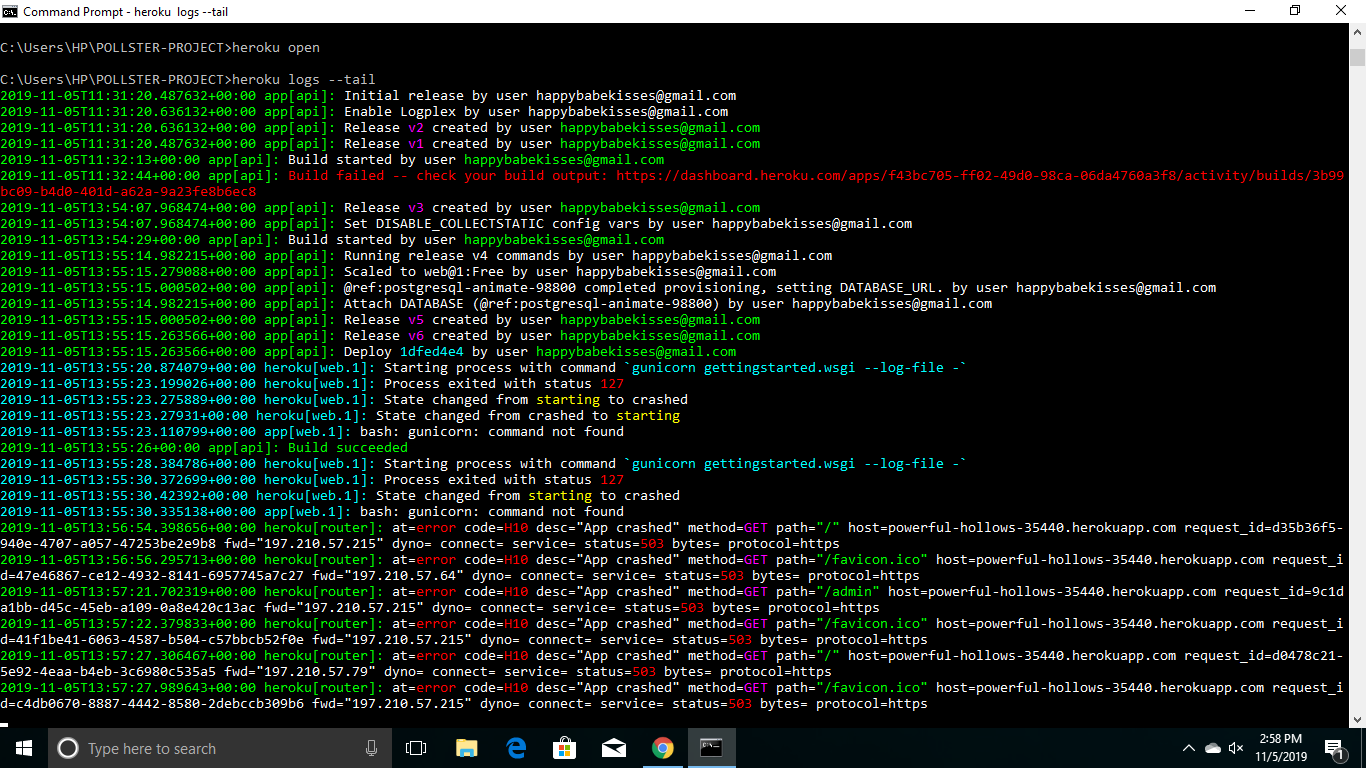 Command Prompt - heroku  logs --tail
C:\Users\HP\POLLSTER-PROJECT>heroku open
C:\Users\HP\POLLSTER-PROJECT>heroku logs --tail
2019-11-05T11:31:20.487632+00:00 app[api]: Initial release by user happybabekisses@gmail.com
2019-11-05T11:31:20.636132+00:00 app[api]: Enable Logplex by user happybabekisses@gmail.com
2019-11-05T11:31:20.636132+00:00 app[api]: Release v2 created by user happybabekisses@gmail.com
2019-11-05T11:31:20.487632+00:00 app[api]: Release v1 created by user happybabekisses@gmail.com
2019-11-05T11:32:13+00:00 app[api]: Build started by user happybabekisses@gmail.com
2019-11-05T11:32:44+00:00 app[api]: Build failed -- check your build output: https://dashboard.heroku.com/apps/f43bc705-ff02-49d0-98ca-06da4760a3f8/activity/builds/3b99
bc09-b4d0-401d-a62a-9a23fe8b6ec8
2019-11-05T13:54:07.968474+00:00 app[api]: Release v3 created by user happybabekisses@gmail.com
2019-11-05T13:54:07.968474+00:00 app[api]: Set DISABLE_COLLECTSTATIC config vars by user happybabekisses@gmail.com
2019-11-05T13:54:29+00:00 app[api]: Build started by user happybabekisses@gmail.com
2019-11-05T13:55:14.982215+00:00 app[api]: Running release v4 commands by user happybabekisses@gmail.com
2019-11-05T13:55:15.279088+00:00 app[api]: Scaled to web@1:Free by user happybabekisses@gmail.com
2019-11-05T13:55:15.000502+00:00 app[api]: @ref:postgresql-animate-98800 completed provisioning, setting DATABASE_URL. by user happybabekisses@gmail.com
2019-11-05T13:55:14.982215+00:00 app[api]: Attach DATABASE (@ref:postgresql-animate-98800) by user happybabekisses@gmail.com
2019-11-05T13:55:15.000502+00:00 app[api]: Release v5 created by user happybabekisses@gmail.com
2019-11-05T13:55:15.263566+00:00 app[api]: Release v6 created by user happybabekisses@gmail.com
2019-11-05T13:55:15.263566+00:00 app[api]: Deploy 1dfed4e4 by user happybabekisses@gmail.com
2019-11-05T13:55:20.874079+00:00 heroku[web.1]: Starting process with command `gunicorn gettingstarted.wsgi --log-file -`
2019-11-05T13:55:23.199026+00:00 heroku[web.1]: Process exited with status 127
2019-11-05T13:55:23.275889+00:00 heroku[web.1]: State changed from starting to crashed
2019-11-05T13:55:23.27931+00:00 heroku[web.1]: State changed from crashed to starting
2019-11-05T13:55:23.110799+00:00 app[web.1]: bash: gunicorn: command not found
2019-11-05T13:55:26+00:00 app[api]: Build succeeded
2019-11-05T13:55:28.384786+00:00 heroku[web.1]: Starting process with command `gunicorn gettingstarted.wsgi --log-file -`
2019-11-05T13:55:30.372699+00:00 heroku[web.1]: Process exited with status 127
2019-11-05T13:55:30.42392+00:00 heroku[web.1]: State changed from starting to crashed
2019-11-05T13:55:30.335138+00:00 app[web.1]: bash: gunicorn: command not found
2019-11-05T13:56:54.398656+00:00 heroku[router]: at=error code=H10 desc="App crashed" method=GET path="/" host=powerful-hollows-35440.herokuapp.com request_id=d35b36f5-
940e-4707-a057-47253be2e9b8 fwd="197.210.57.215" dyno= connect= service= status=503 bytes= protocol=https
2019-11-05T13:56:56.295713+00:00 heroku[router]: at=error code=H10 desc="App crashed" method=GET path="/favicon.ico" host=powerful-hollows-35440.herokuapp.com request_i
d=47e46867-ce12-4932-8141-6957745a7c27 fwd="197.210.57.64" dyno= connect= service= status=503 bytes= protocol=https
2019-11-05T13:57:21.702319+00:00 heroku[router]: at=error code=H10 desc="App crashed" method=GET path="/admin" host=powerful-hollows-35440.herokuapp.com request_id=9c1d
a1bb-d45c-45eb-a109-0a8e420c13ac fwd="197.210.57.215" dyno= connect= service= status=503 bytes= protocol=https
2019-11-05T13:57:22.379833+00:00 heroku[router]: at=error code=H10 desc="App crashed" method=GET path="/favicon.ico" host=powerful-hollows-35440.herokuapp.com request_i
d=41f1be41-6063-4587-b504-c57bbcb52f0e fwd="197.210.57.215" dyno= connect= service= status=503 bytes= protocol=https
2019-11-05T13:57:27.306467+00:00 heroku[router]: at=error code=H10 desc="App crashed" method=GET path="/" host=powerful-hollows-35440.herokuapp.com request_id=d0478c21-
5e92-4eaa-b4eb-3c6980c535a5 fwd="197.210.57.79" dyno= connect= service= status=503 bytes= protocol=https
2019-11-05T13:57:27.989643+00:00 heroku[router]: at=error code=H10 desc="App crashed" method=GET path="/favicon.ico" host=powerful-hollows-35440.herokuapp.com request_i
d=c4db0670-8887-4442-8580-2debccb309b6 fwd="197.210.57.215" dyno= connect= service= status=503 bytes= protocol=https
Type here to search
2:58 PM
11/5/2019
1